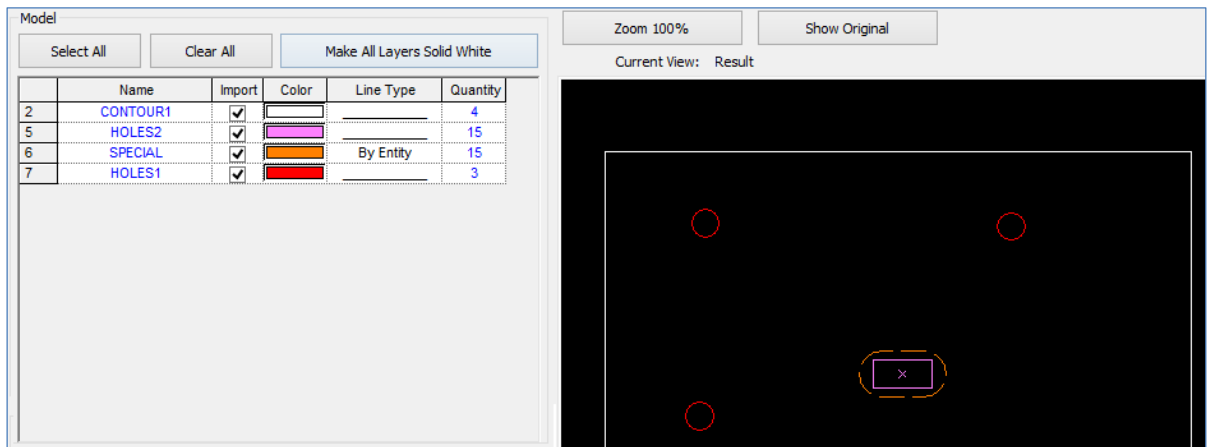 Model
Select All Clear All Make All Layers Solid White
Zoom 100% Show Original
Current View: Result
Name Import Color Line Type Quantity
2 CONTOUR1 4
5 HOLES2 15
6 SPECIAL By Entity 15
7 HOLES1 3